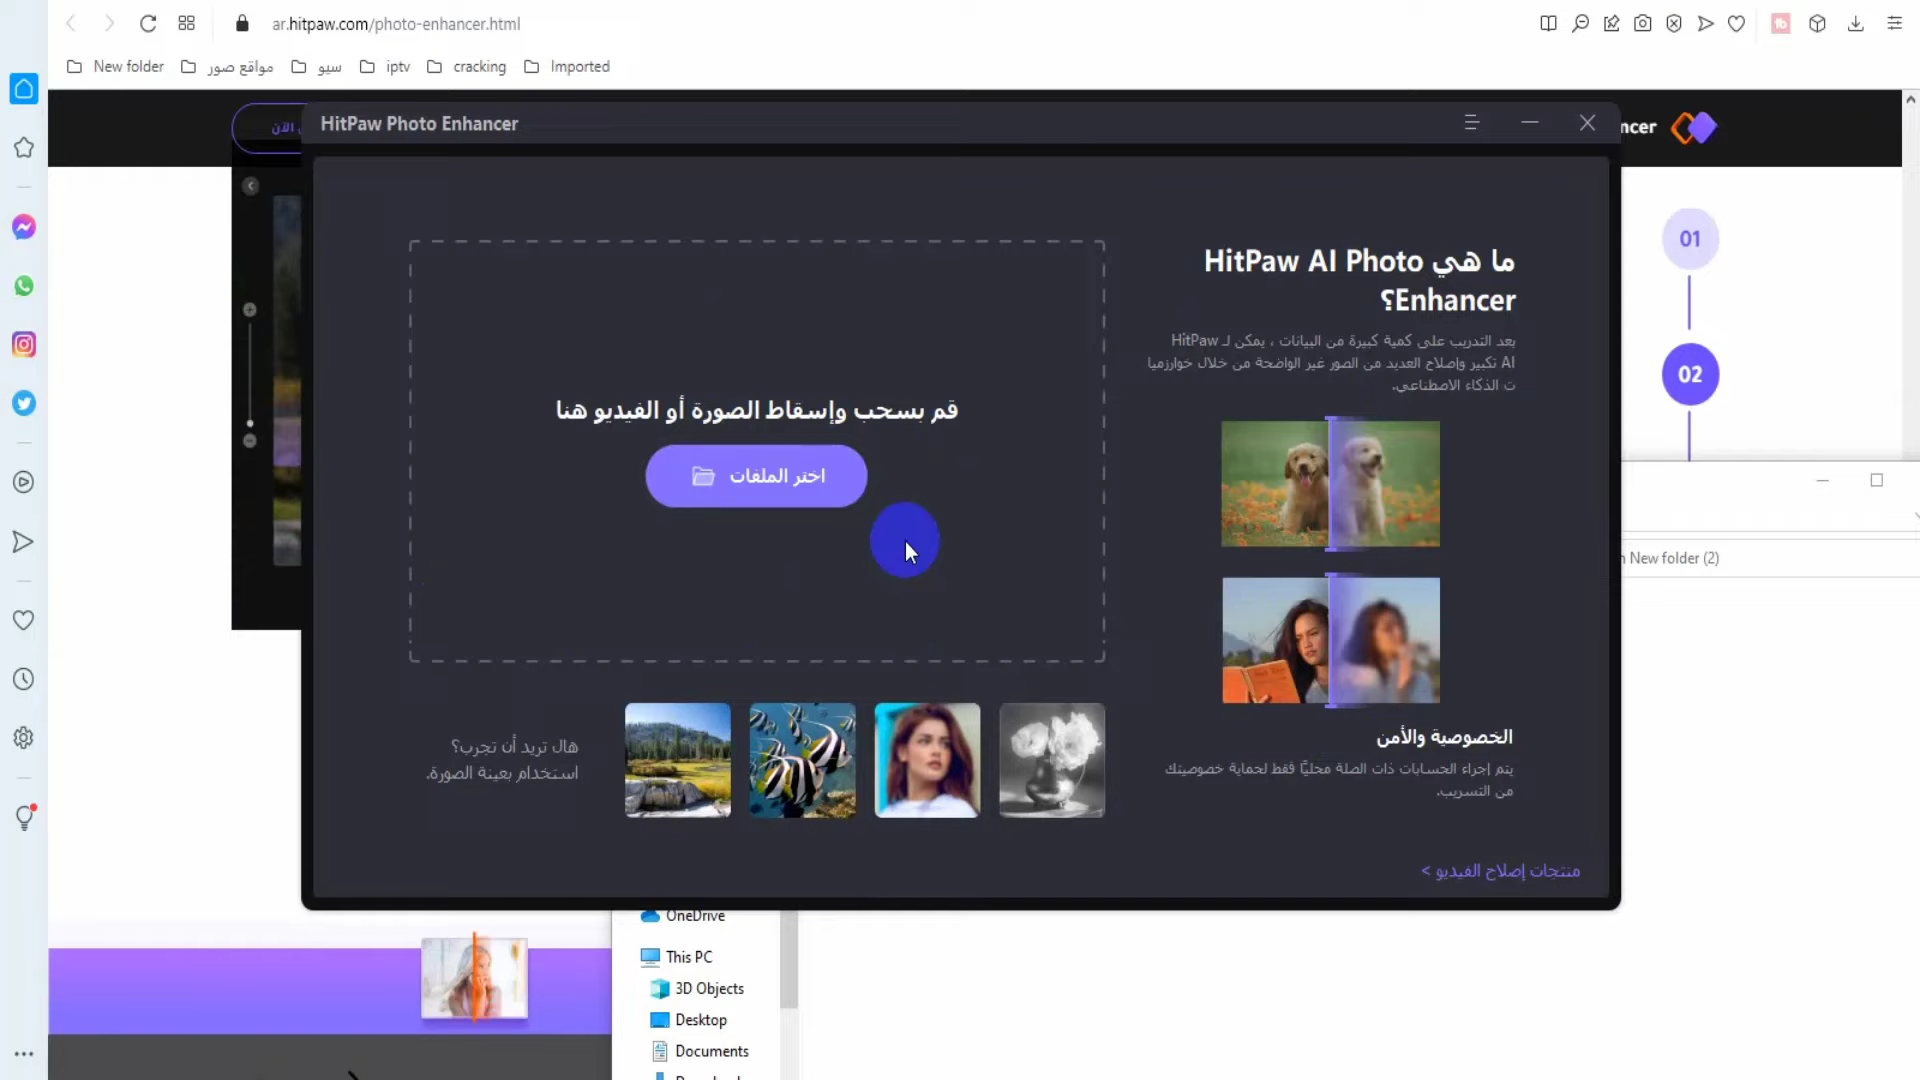 ar.hitpaw.com/photo-enhancer.html
New folder
مواقع صور
سيو
iptv
cracking
Imported
HitPaw Photo Enhancer
قم بسحب وإسقاط الصورة أو الفيديو هنا
اختر الملفات
هال تريد أن تجرب؟
استخدام بعينة الصورة.
ما هي HitPaw AI Photo
Enhancer؟
بعد التدريب على كمية كبيرة من البيانات ، يمكن لـ HitPaw
AI تكبير وإصلاح العديد من الصور غير الواضحة من خلال خوارزميا
ت الذكاء الاصطناعي.
الخصوصية والأمن
يتم إجراء الحسابات ذات الصلة محليًا فقط لحماية خصوصيتك
من التسريب.
منتجات إصلاح الفيديو >
الآن
01
02
New folder (2)
OneDrive
This PC
3D Objects
Desktop
Documents